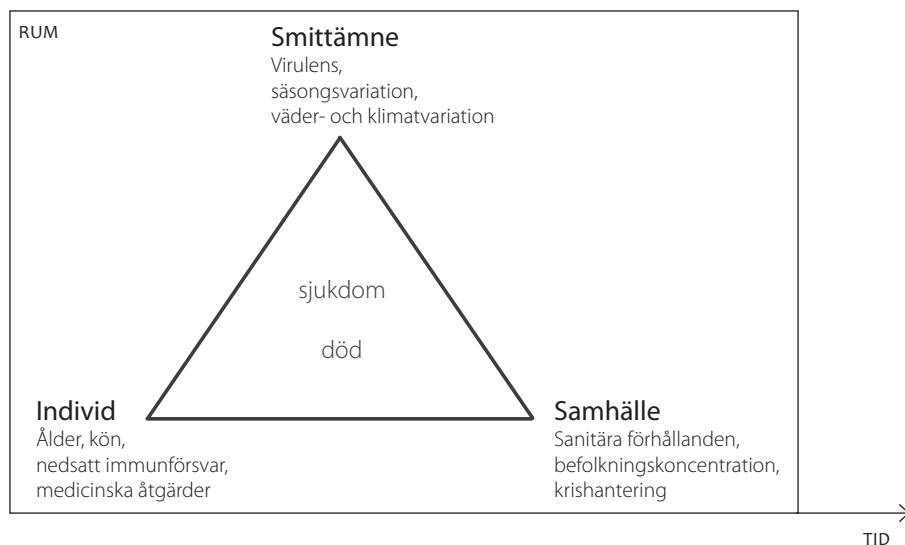 RUM
Smittämne
Virulens,
säsongsvariation,
väder- och klimatvariation
sjukdom
död
Individ
Ålder, kön,
nedsatt immunförsvar,
medicinska åtgärder
Samhälle
Sanitära förhållanden,
befolkningskoncentration,
krishantering
TID